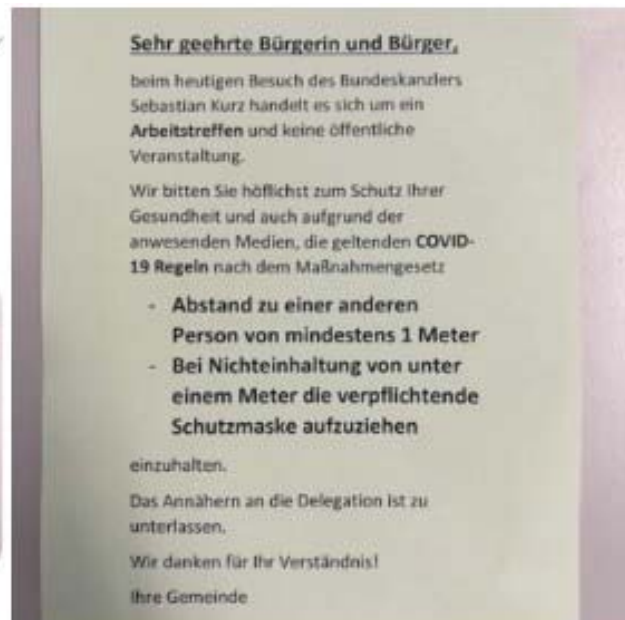 Sehr geehrte Bürgerin und Bürger,
beim heutigen Besuch des Bundeskanzlers
Sebastian Kurz handelt es sich um ein
Arbeitstreffen und keine öffentliche
Veranstaltung.
Wir bitten Sie höflichst zum Schutz Ihrer
Gesundheit und auch aufgrund der
anwesenden Medien, die geltenden COVID-
19 Regeln nach dem Maßnahmengesetz
- Abstand zu einer anderen
Person von mindestens 1 Meter
- Bei Nichteinhaltung von unter
einem Meter die verpflichtende
Schutzmaske aufzuziehen
einzuhalten.
Das Annähern an die Delegation ist zu
unterlassen.
Wir danken für Ihr Verständnis!
Ihre Gemeinde